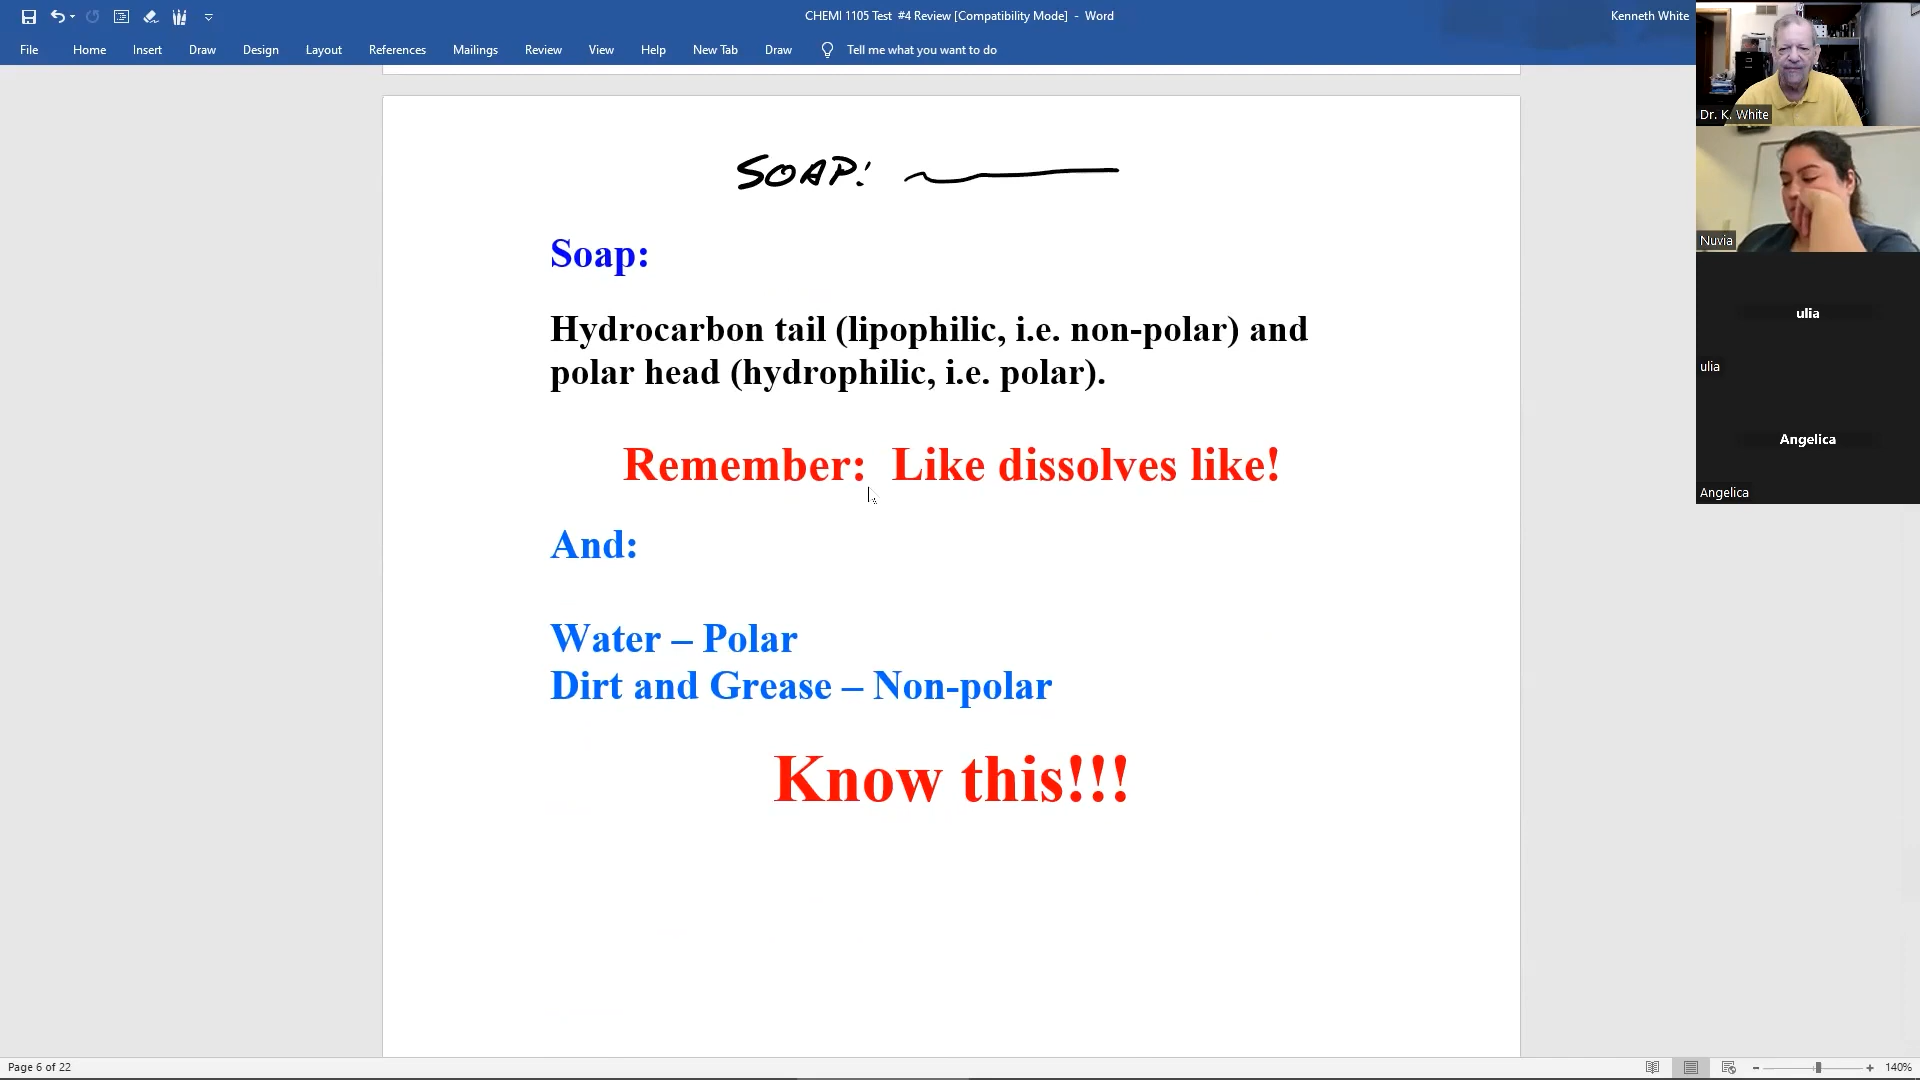 CHEMI 1105 Test #4 Review [Compatibility Mode] - Word
Kenneth White
File Home Insert Draw Design Layout References Mailings Review View Help New Tab Draw Tell me what you want to do
SOAP:
Soap:
Hydrocarbon tail (lipophilic, i.e. non-polar) and
polar head (hydrophilic, i.e. polar).
Remember: Like dissolves like!
And:
Water – Polar
Dirt and Grease – Non-polar
Know this!!!
Dr. K. White
Nuvia
ulia
ulia
Angelica
Angelica
Page 6 of 22
140%